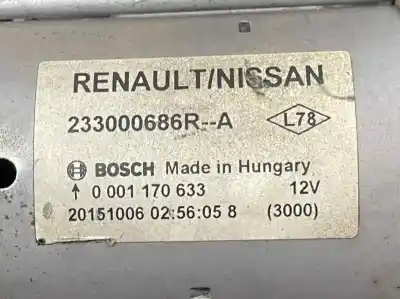 RENAULT/NISSAN
233000686R--A L78
BOSCH Made in Hungary
↑ 0 001 170 633 12V
20151006 02:56:05 8 (3000)